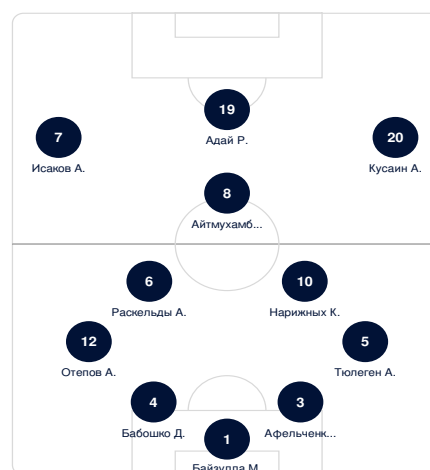 19
Адай Р.
7
Исаков А.
20
Кусаин А.
8
Айтмухамб...
6
Раскельды А.
10
Нарижных К.
12
Отепов А.
5
Тюлеген А.
4
Бабошко Д.
3
Афельченк...
1
Байзулла М.